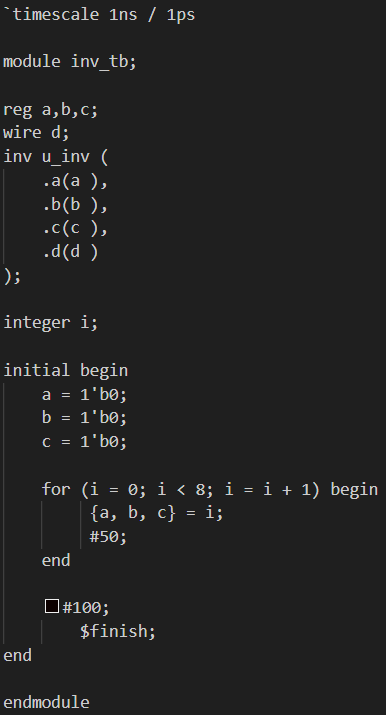 `timescale 1ns / 1ps
module inv_tb;
reg a,b,c;
wire d;
inv u_inv (
    .a(a ),
    .b(b ),
    .c(c ),
    .d(d )
);
integer i;
initial begin
    a = 1'b0;
    b = 1'b0;
    c = 1'b0;
    for (i = 0; i < 8; i = i + 1) begin
        {a, b, c} = i;
        #50;
    end
    #100;
        $finish;
end
endmodule